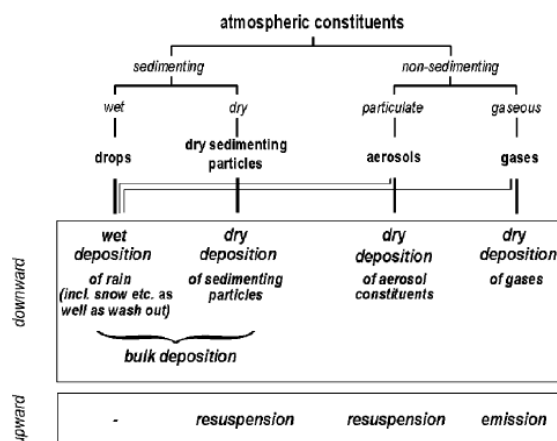 atmospheric constituents
sedimenting non-sedimenting
wet dry particulate gaseous
drops dry sedimenting particles aerosols gases
wet deposition dry deposition dry deposition dry deposition
of rain (incl. snow etc. as well as wash out) of sedimenting particles of aerosol constituents of gases
bulk deposition
downward
- resuspension resuspension emission
upward